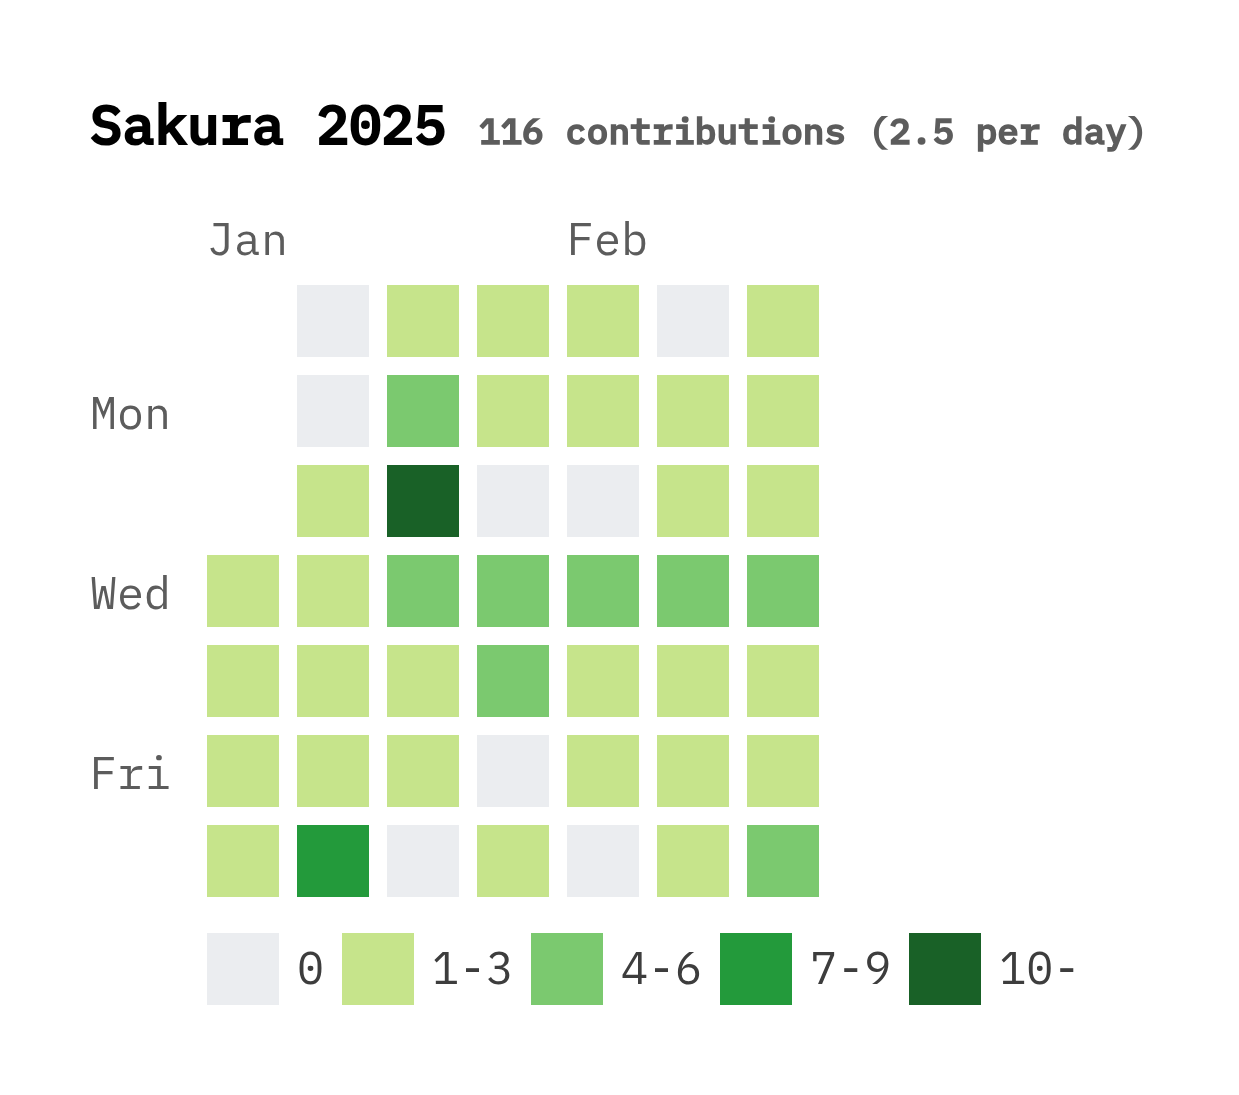 Sakura 2025 116 contributions (2.5 per day)
Jan Feb
Mon
Wed
Fri
0 1-3 4-6 7-9 10-